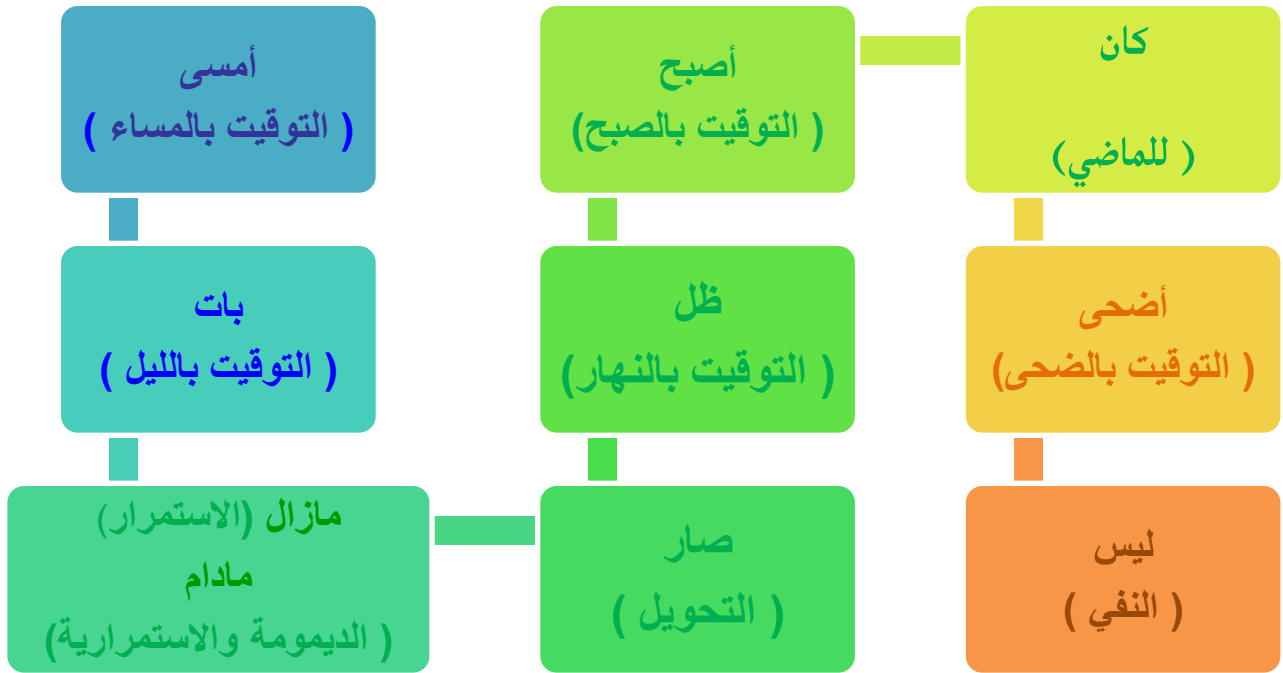 كان
( للماضي)
أصبح
( التوقيت بالصبح)
أمسى
( التوقيت بالمساء )
أضحى
( التوقيت بالضحى)
ظل
( التوقيت بالنهار)
بات
( التوقيت بالليل )
ليس
( النفي )
صار
( التحويل )
مازال (الاستمرار)
مادام
( الديمومة والاستمرارية)